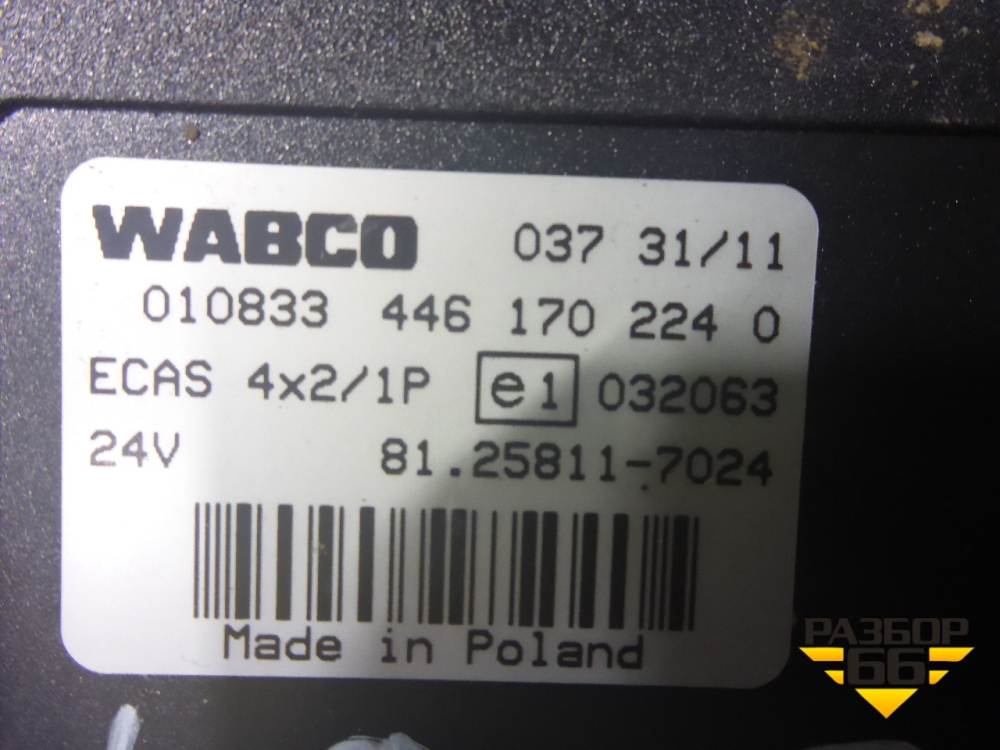 WABCO 037 31/11
010833 446 170 224 0
ECAS 4x2/1P e1 032063
24V 81.25811-7024
Made in Poland
РАЗБОР
66